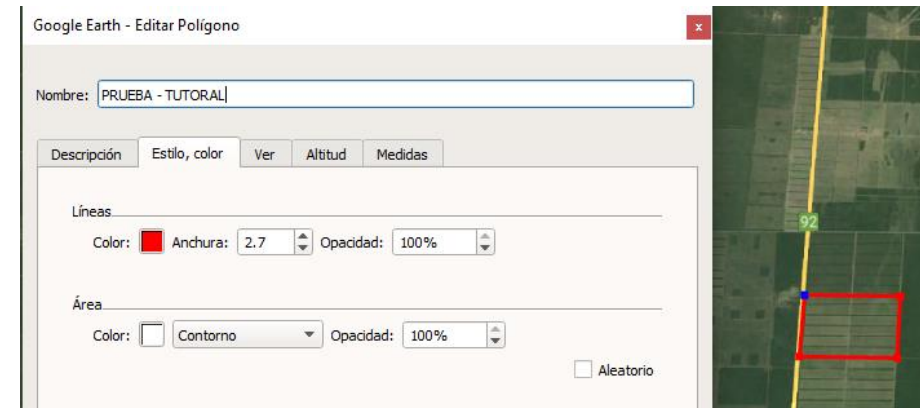 Google Earth - Editar Polígono
x
Nombre: PRUEBA - TUTORAL
Descripción Estilo, color Ver Altitud Medidas
Líneas
Color: Anchura: 2.7 Opacidad: 100%
Área
Color: Contorno Opacidad: 100%
Aleatorio
92